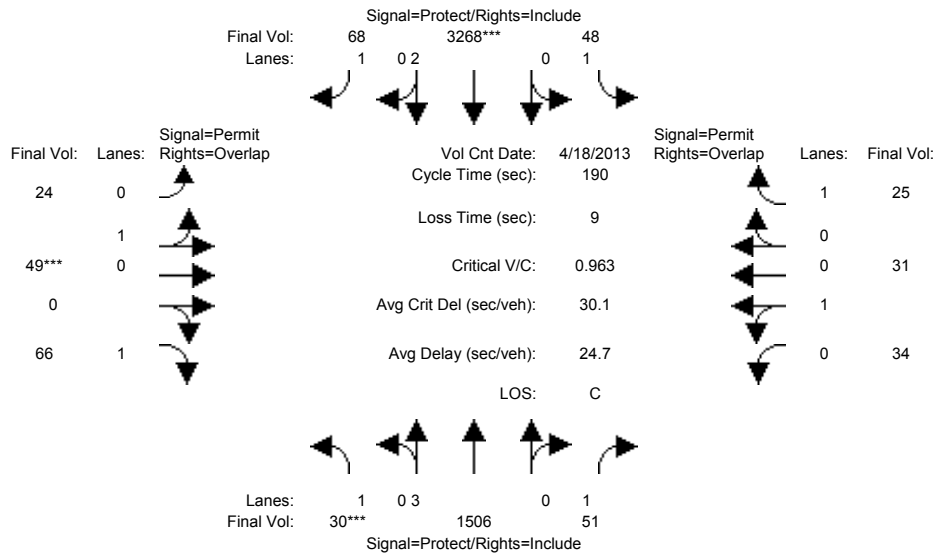 Signal=Protect/Rights=Include
Final Vol: 68 3268*** 48
Lanes: 1 0 2 0 1
Signal=Permit Signal=Permit
Final Vol: Lanes: Rights=Overlap Vol Cnt Date: 4/18/2013 Rights=Overlap Lanes: Final Vol:
Cycle Time (sec): 190
24 0 1 25
Loss Time (sec): 9
1 0
49*** 0 Critical V/C: 0.963 0 31
0 Avg Crit Del (sec/veh): 30.1 1
66 1 Avg Delay (sec/veh): 24.7 0 34
LOS: C
Lanes: 1 0 3 0 1
Final Vol: 30*** 1506 51
Signal=Protect/Rights=Include